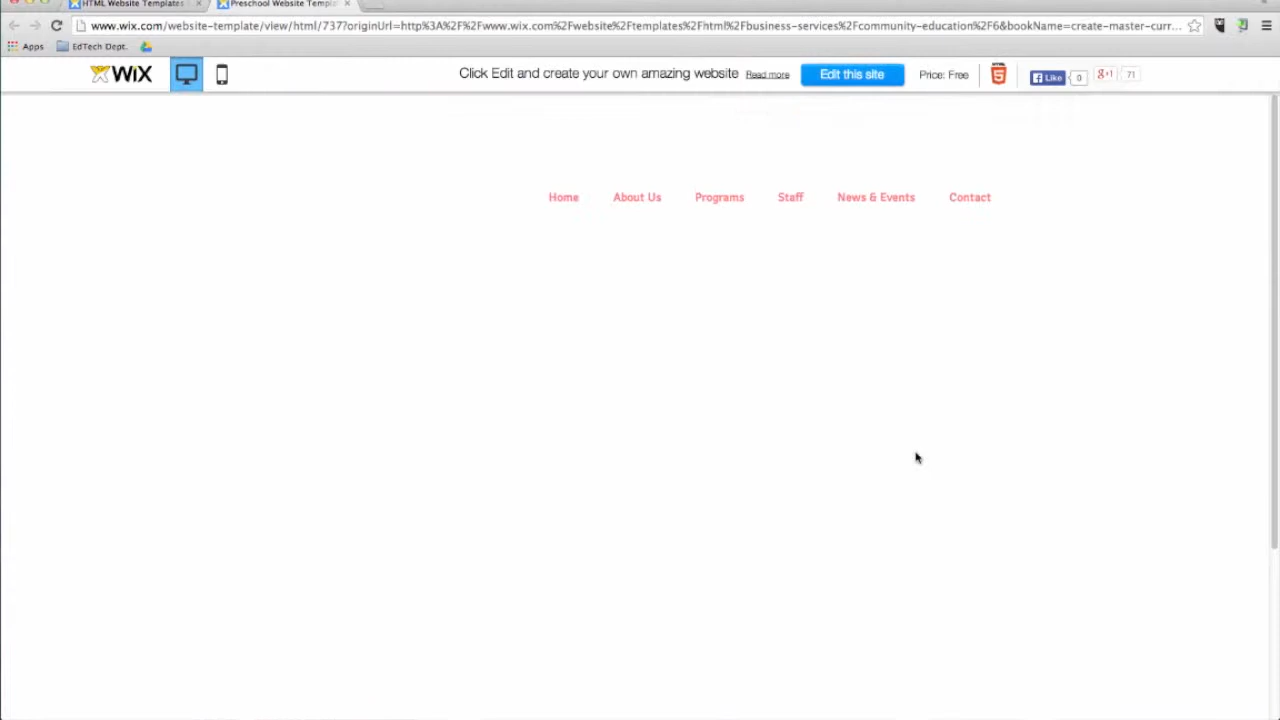 HTML Website Templates
Preschool Website Templ
www.wix.com/website-template/view/html/737?originUrl=http%3A%2F%2Fwww.wix.com%2Fwebsite%2Ftemplates%2Fhtml%2Fbusiness-services%2Fcommunity-education%2F6&bookName=create-master-curr...
Apps EdTech Dept.
WiX Click Edit and create your own amazing website Read more Edit this site Price: Free HTML 5 Like 0 g+1 71
Home About Us Programs Staff News & Events Contact